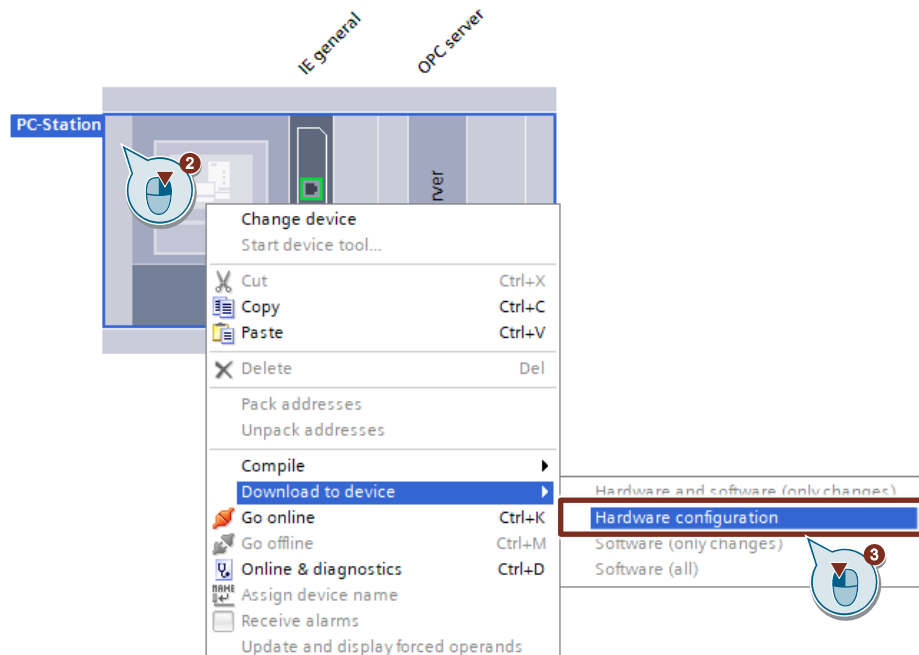 IE general
OPC server
PC-Station
2
rver
Change device
Start device tool...
Cut Ctrl+X
Copy Ctrl+C
Paste Ctrl+V
Delete Del
Pack addresses
Unpack addresses
Compile
Download to device
Hardware and software (only changes)
Go online Ctrl+K
Hardware configuration
Go offline Ctrl+M
Software (only changes)
3
Online & diagnostics Ctrl+D
Software (all)
NAME
Assign device name
Receive alarms
Update and display forced operands